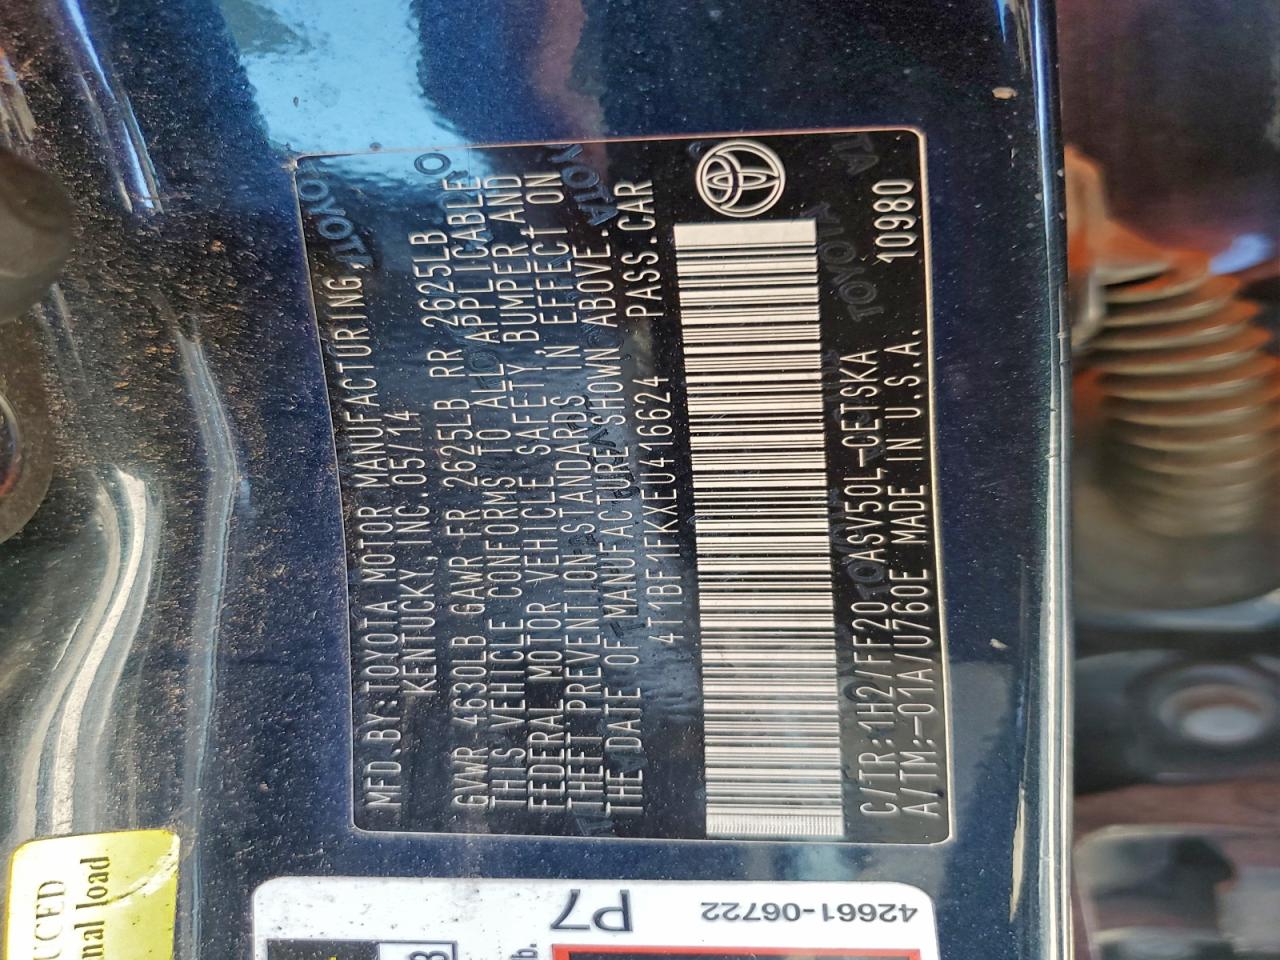 MFD.BY:TOYOTA MOTOR MANUFACTURING,
KENTUCKY, INC.05/14
GVWR 4630LB GAWR FR 2625LB RR 2625LB
THIS VEHICLE CONFORMS TO ALL APPLICABLE
FEDERAL MOTOR VEHICLE SAFETY, BUMPER, AND
THEFT PREVENTION STANDARDS IN EFFECT ON
THE DATE OF MANUFACTURE SHOWN ABOVE.
4T1BF1FKXEU416624 PASS.CAR
C/TR:1H2/FF20 ASV50L-CETSKA 10980
A/TM:-01A/U760E MADE IN U.S.A.
P7
42661-06722
UCED
nal load